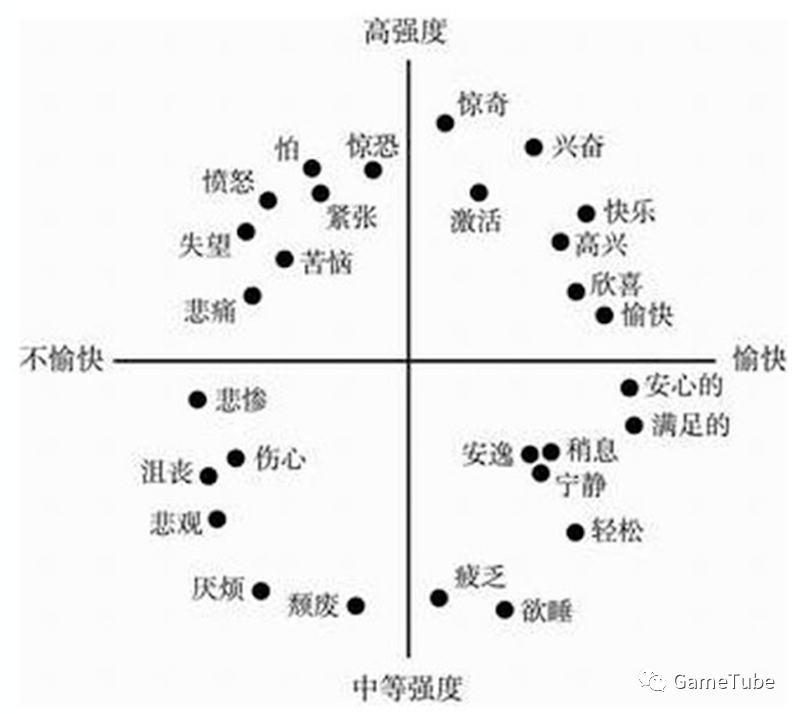 高强度
惊奇
怕
惊恐
兴奋
愤怒
紧张
激活
快乐
失望
高兴
苦恼
欣喜
悲痛
愉快
不愉快
愉快
安心的
悲惨
满足的
伤心
安逸
稍息
沮丧
宁静
悲观
轻松
疲乏
厌烦
颓废
欲睡
中等强度
GameTube